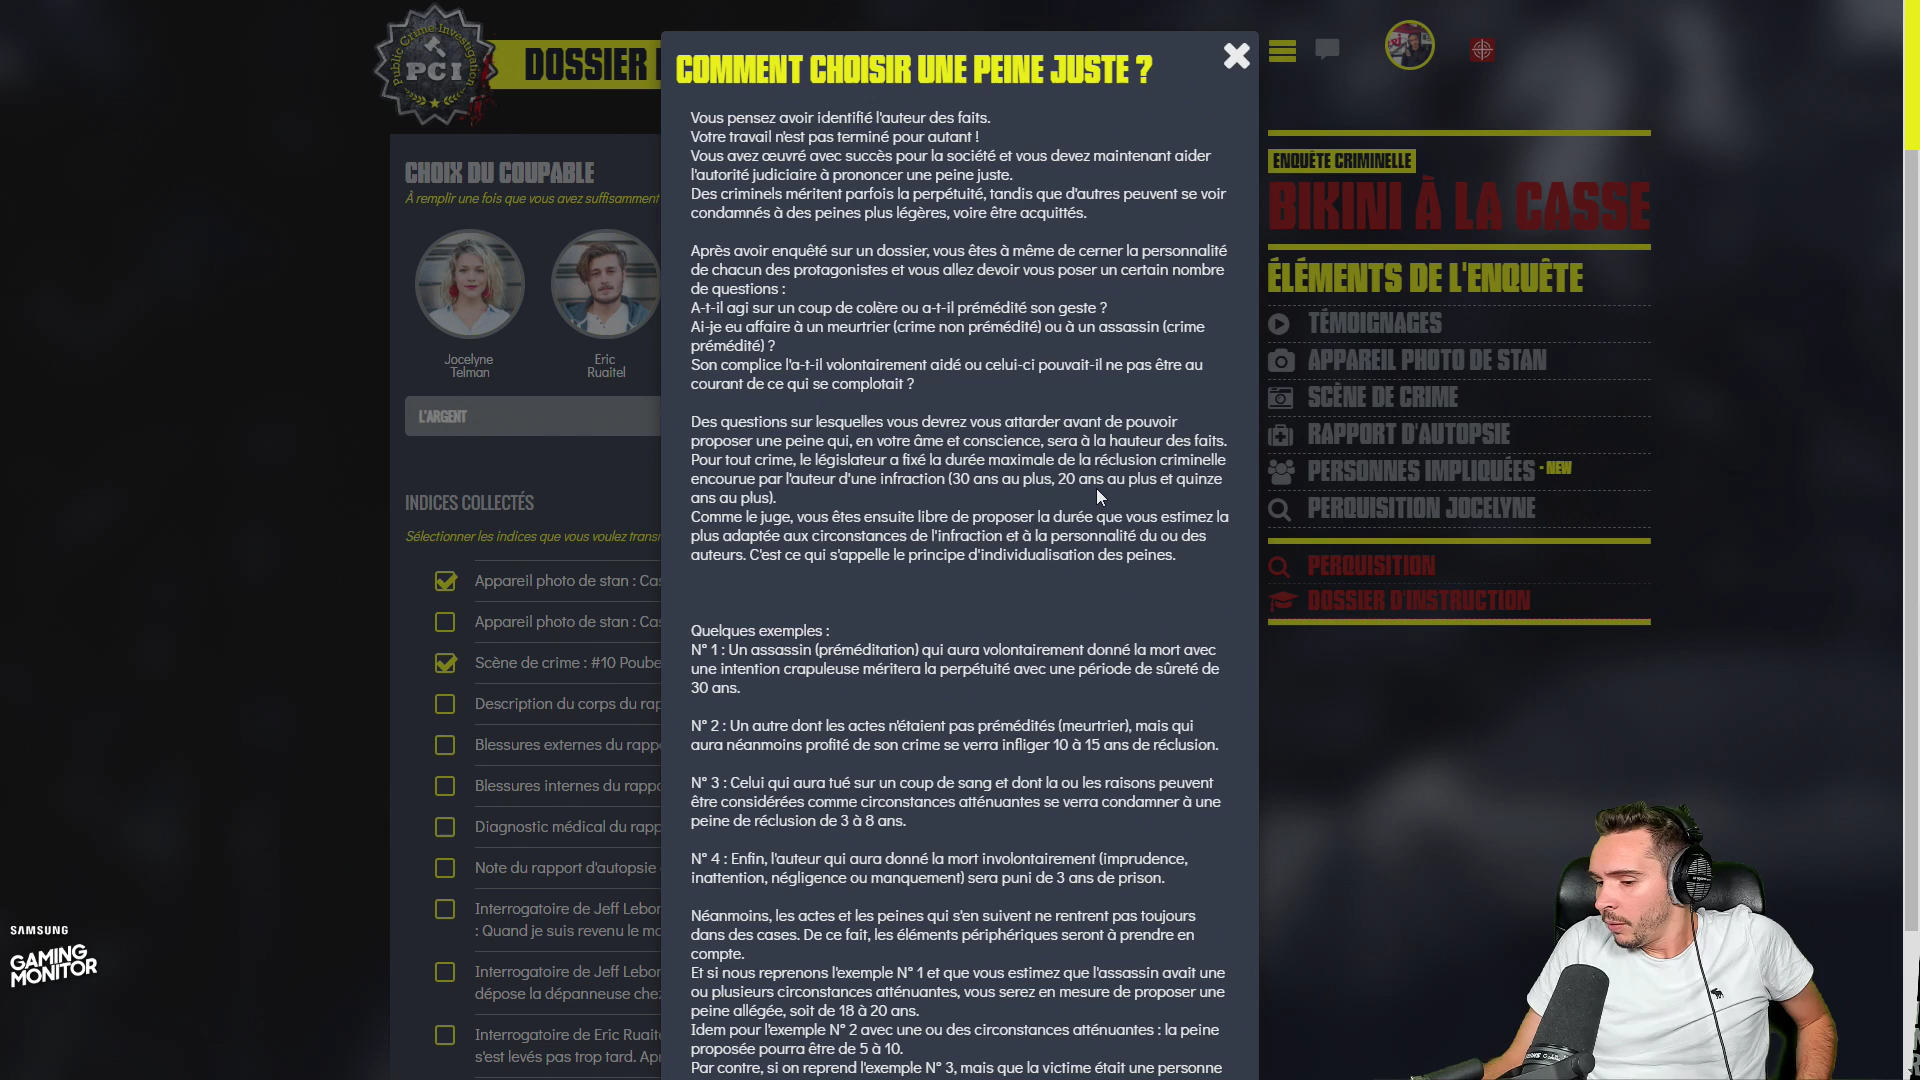 Public Crime Investigation
PCI
DOSSIER
CHOIX DU COUPABLE
À remplir une fois que vous avez suffisamment
Jocelyne
Telman
Eric
Ruaitel
L'ARGENT
INDICES COLLECTÉS
Sélectionner les indices que vous voulez
Appareil photo de stan :
Appareil photo de stan :
Scène de crime : #10
Description du corps du
Blessures externes du
Blessures internes du
Diagnostic médical du
Note du rapport d'autopsie
Interrogatoire de Jeff
: Quand je suis revenu le
Interrogatoire de Jeff
dépose la dépanneuse
Interrogatoire de Eric
s'est levés pas trop tard.
COMMENT CHOISIR UNE PEINE JUSTE ?
Vous pensez avoir identifié l'auteur des faits.
Votre travail n'est pas terminé pour autant !
Vous avez œuvré avec succès pour la société et vous devez maintenant aider
l'autorité judiciaire à prononcer une peine juste.
Des criminels méritent parfois la perpétuité, tandis que d'autres peuvent se voir
condamnés à des peines plus légères, voire être acquittés.
Après avoir enquêté sur un dossier, vous êtes à même de cerner la personnalité
de chacun des protagonistes et vous allez devoir vous poser un certain nombre
de questions :
A-t-il agi sur un coup de colère ou a-t-il prémédité son geste ?
Ai-je eu affaire à un meurtrier (crime non prémédité) ou à un assassin (crime
prémédité) ?
Son complice l'a-t-il volontairement aidé ou celui-ci pouvait-il ne pas être au
courant de ce qui se complotait ?
Des questions sur lesquelles vous devrez vous attarder avant de pouvoir
proposer une peine qui, en votre âme et conscience, sera à la hauteur des faits.
Pour tout crime, le législateur a fixé la durée maximale de la réclusion criminelle
encourue par l'auteur d'une infraction (30 ans au plus, 20 ans au plus et quinze
ans au plus).
Comme le juge, vous êtes ensuite libre de proposer la durée que vous estimez la
plus adaptée aux circonstances de l'infraction et à la personnalité du ou des
auteurs. C'est ce qui s'appelle le principe d'individualisation des peines.
Quelques exemples :
N° 1 : Un assassin (préméditation) qui aura volontairement donné la mort avec
une intention crapuleuse méritera la perpétuité avec une période de sûreté de
30 ans.
N° 2 : Un autre dont les actes n'étaient pas prémédités (meurtrier), mais qui
aura néanmoins profité de son crime se verra infliger 10 à 15 ans de réclusion.
N° 3 : Celui qui aura tué sur un coup de sang et dont la ou les raisons peuvent
être considérées comme circonstances atténuantes se verra condamner à une
peine de réclusion de 3 à 8 ans.
N° 4 : Enfin, l'auteur qui aura donné la mort involontairement (imprudence,
inattention, négligence ou manquement) sera puni de 3 ans de prison.
Néanmoins, les actes et les peines qui s'en suivent ne rentrent pas toujours
dans des cases. De ce fait, les éléments périphériques seront à prendre en
compte.
Et si nous reprenons l'exemple N° 1 et que vous estimez que l'assassin avait une
ou plusieurs circonstances atténuantes, vous serez en mesure de proposer une
peine allégée, soit de 18 à 20 ans.
Idem pour l'exemple N° 2 avec une ou des circonstances atténuantes : la peine
proposée pourra être de 5 à 10.
Par contre, si on reprend l'exemple N° 3, mais que la victime était une personne
ENQUÊTE CRIMINELLE
BIKINI À LA CASSE
ÉLÉMENTS DE L'ENQUÊTE
TÉMOIGNAGES
APPAREIL PHOTO DE STAN
SCÈNE DE CRIME
RAPPORT D'AUTOPSIE
PERSONNES IMPLIQUÉES - NEW
PERQUISITION JOCELYNE
PERQUISITION
DOSSIER D'INSTRUCTION
SAMSUNG
GAMING
MONITOR